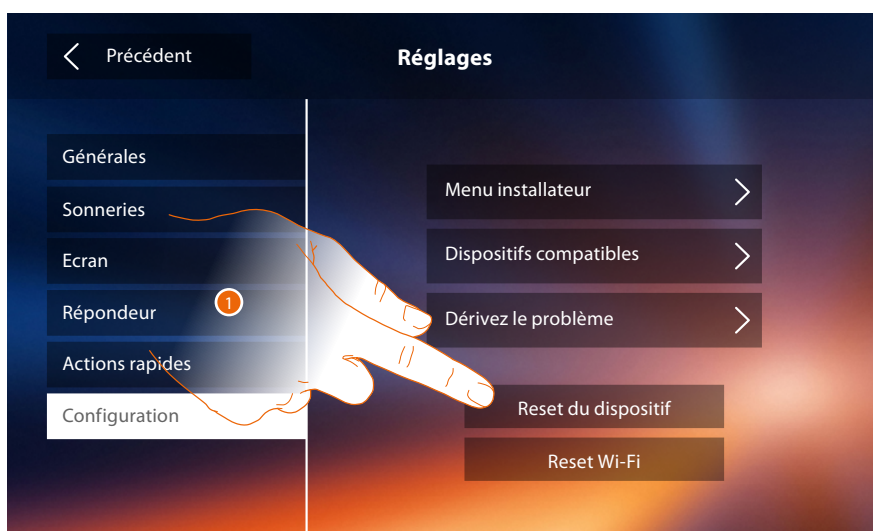 Précédent
Réglages
Générales
Sonneries
Ecran
Répondeur
1
Actions rapides
Configuration
Menu installateur
Dispositifs compatibles
Dérivez le problème
Reset du dispositif
Reset Wi-Fi